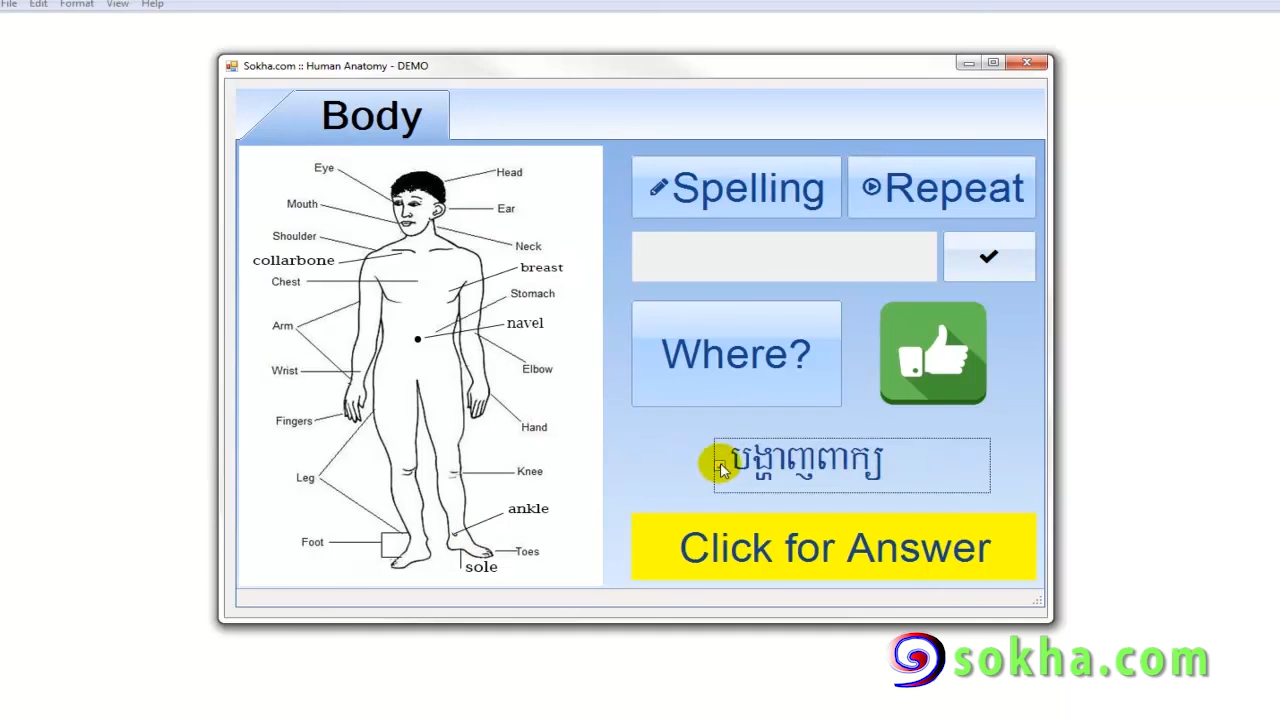 File Edit Format View Help
Sokha.com :: Human Anatomy - DEMO
Body
Eye
Head
Mouth
Ear
Shoulder
Neck
collarbone
breast
Chest
Stomach
navel
Arm
Elbow
Wrist
Fingers
Hand
Knee
Leg
ankle
Foot
Toes
sole
Spelling
Repeat
Where?
បង្ហាញពាក្យ
Click for Answer
sokha.com